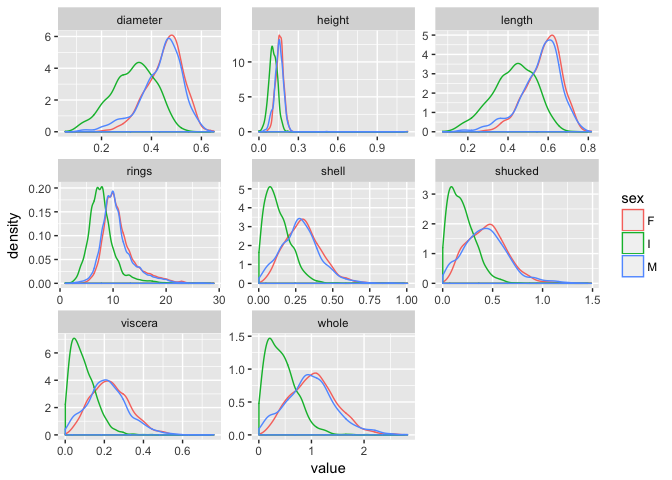 diameter height length
6 4 2 0
0.2 0.4 0.6
10 5 0
0.0 0.3 0.6 0.9
5 4 3 2 1 0
0.2 0.4 0.6 0.8
rings shell shucked
0.20 0.15 0.10 0.05 0.00
0 10 20 30
5 4 3 2 1 0
0.00 0.25 0.50 0.75 1.00
3 2 1 0
0.0 0.5 1.0 1.5
viscera whole
6 4 2 0
0.0 0.2 0.4 0.6
1.5 1.0 0.5 0.0
0 1 2
density
value
sex
F
I
M